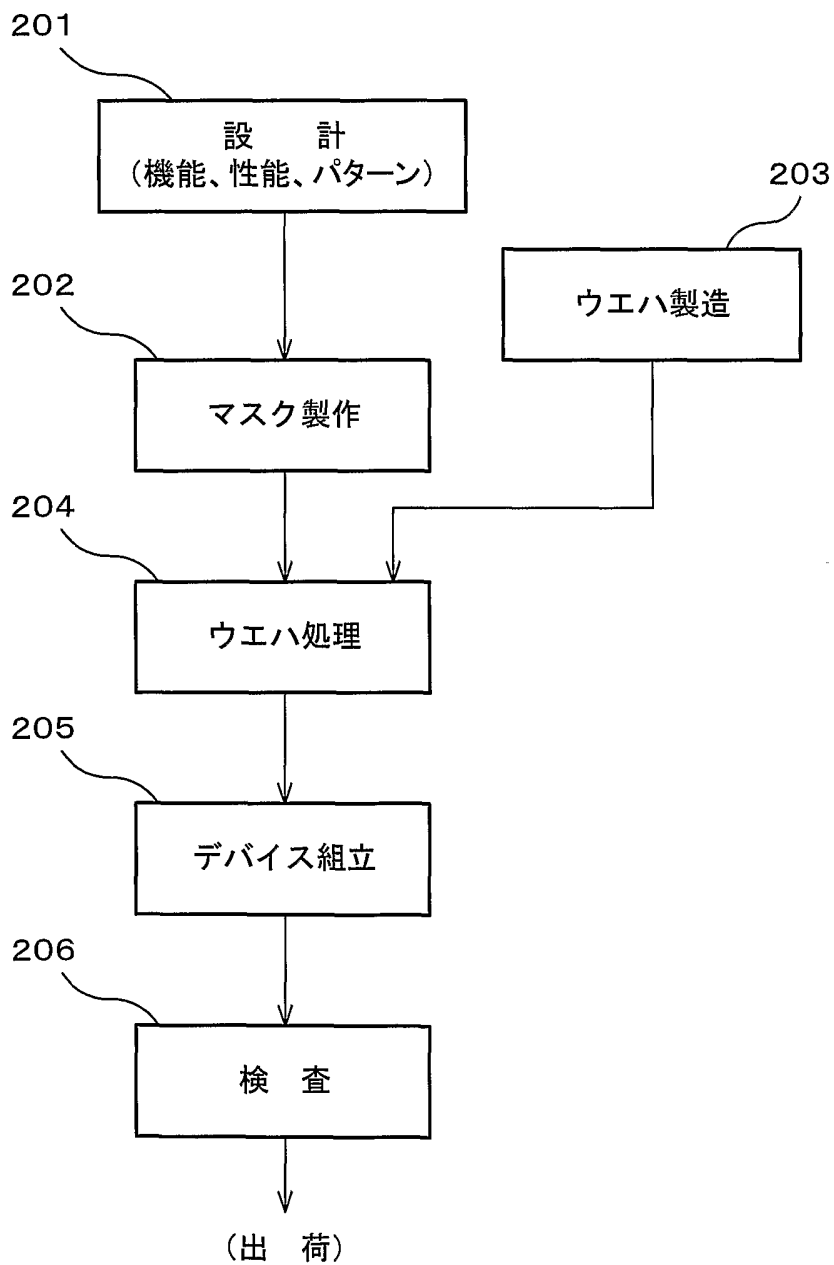 201
設　計
（機能、性能、パターン）
203
ウエハ製造
202
マスク製作
204
ウエハ処理
205
デバイス組立
206
検　査
（出　荷）